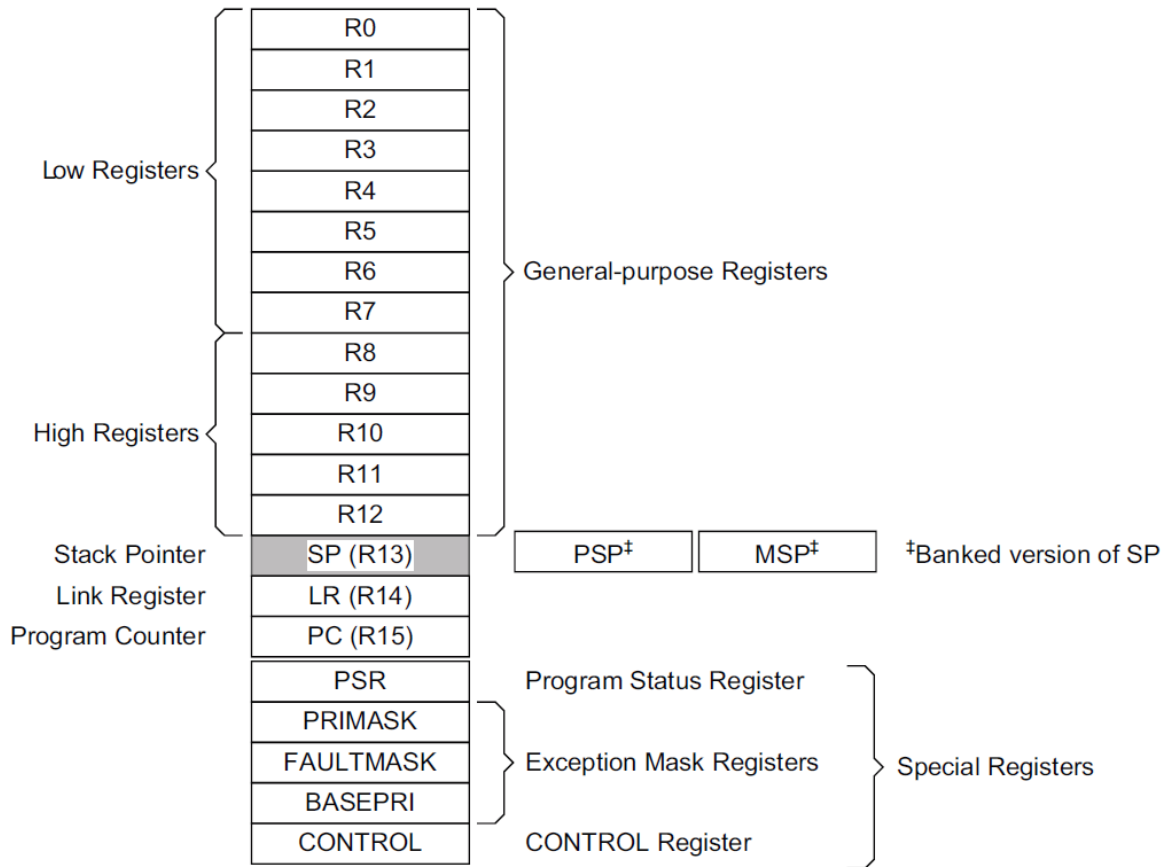 R0
R1
R2
Low Registers R3
R4
R5
R6 General-purpose Registers
R7
R8
R9
High Registers R10
R11
R12
Stack Pointer SP (R13) PSP‡ MSP‡ ‡Banked version of SP
Link Register LR (R14)
Program Counter PC (R15)
PSR Program Status Register
PRIMASK
FAULTMASK Exception Mask Registers Special Registers
BASEPRI
CONTROL CONTROL Register